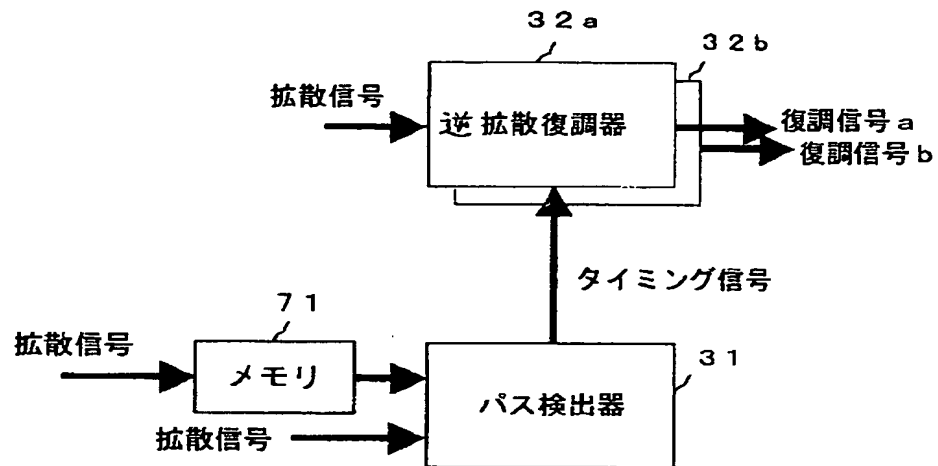 ３２ａ
３２ｂ
拡散信号
逆拡散復調器
復調信号ａ
復調信号ｂ
タイミング信号
７１
拡散信号
メモリ
３１
パス検出器
拡散信号